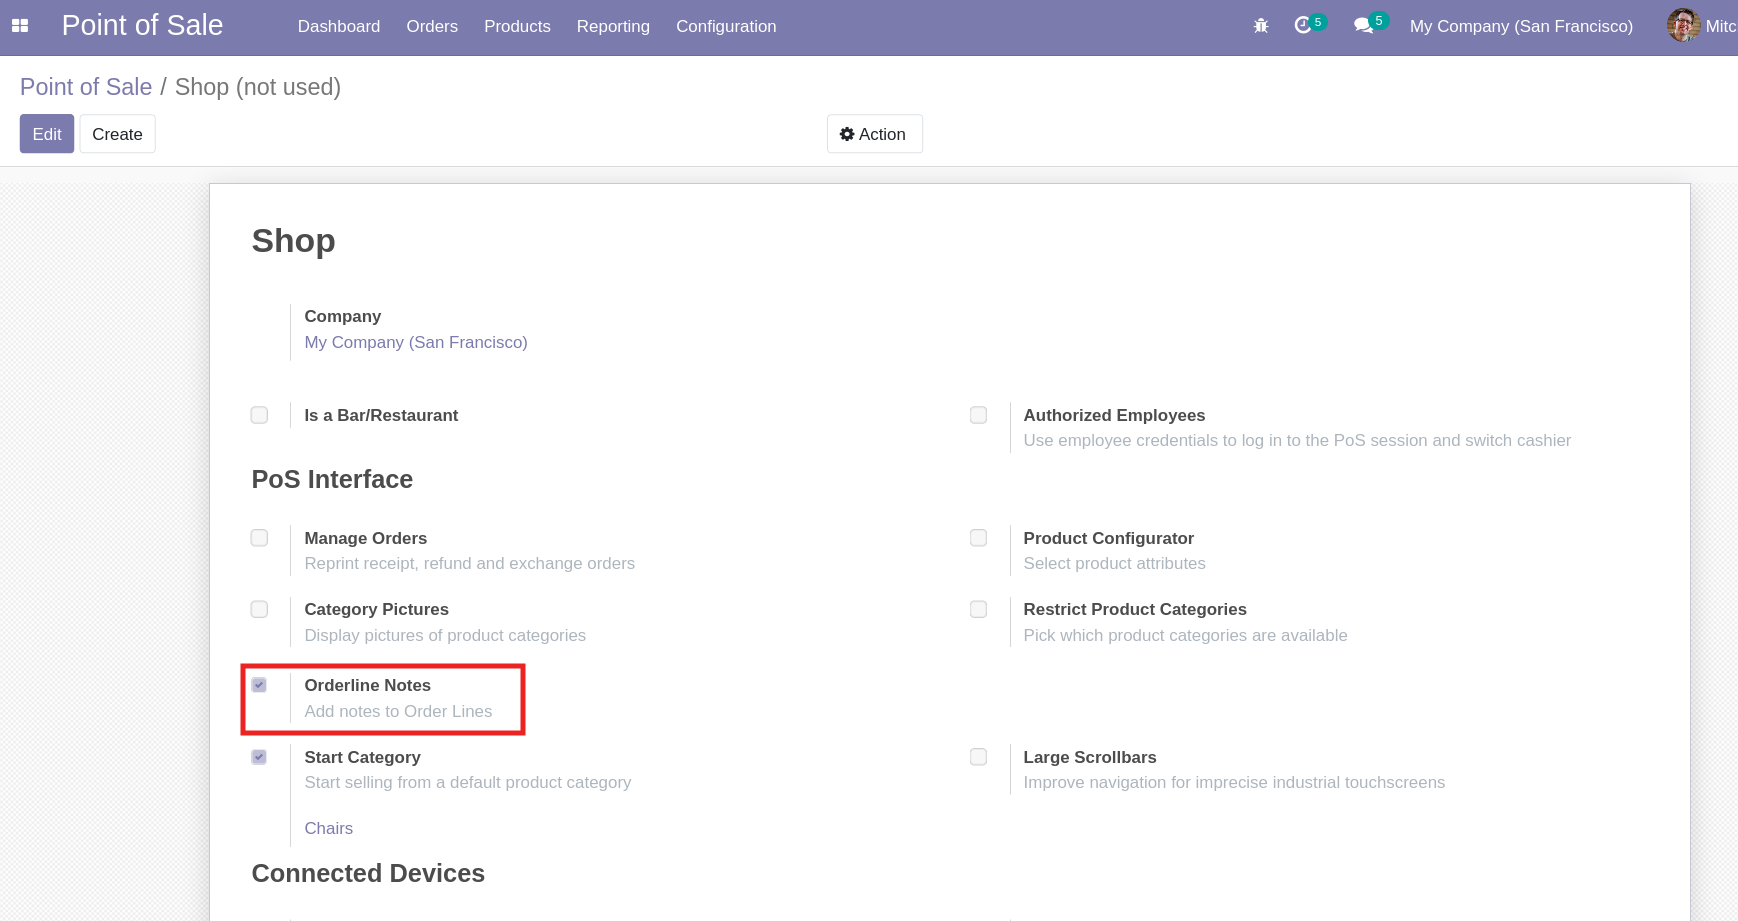 Point of Sale Dashboard Orders Products Reporting Configuration 5 5 My Company (San Francisco) Mitc
Point of Sale / Shop (not used)
Edit Create Action
Shop
Company
My Company (San Francisco)
Is a Bar/Restaurant
Authorized Employees
Use employee credentials to log in to the PoS session and switch cashier
PoS Interface
Manage Orders
Reprint receipt, refund and exchange orders
Product Configurator
Select product attributes
Category Pictures
Display pictures of product categories
Restrict Product Categories
Pick which product categories are available
Orderline Notes
Add notes to Order Lines
Start Category
Start selling from a default product category
Chairs
Large Scrollbars
Improve navigation for imprecise industrial touchscreens
Connected Devices